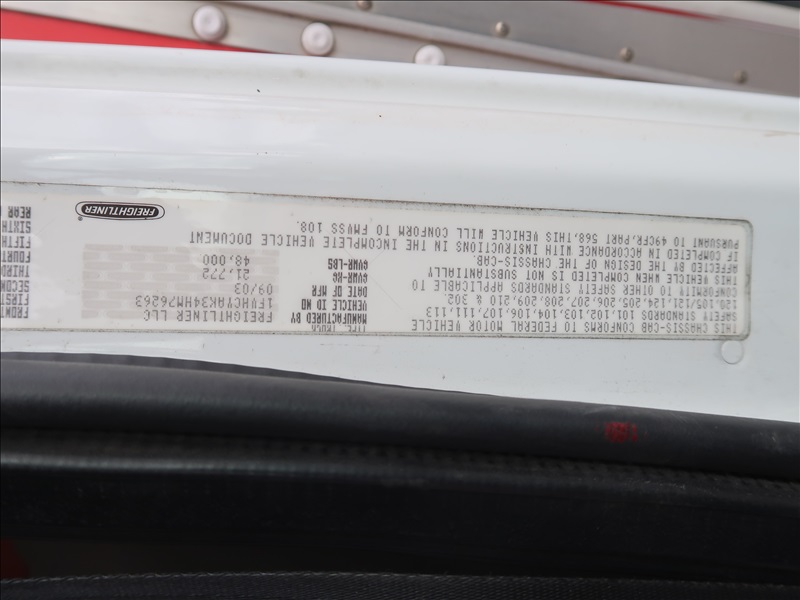 THIS CHASSIS-CAB CONFORMS TO FEDERAL MOTOR VEHICLE
SAFETY STANDARDS 101,102,103,104,106,107,111,113
116/121,124,205,206,207,208,209,210 & 302.
CONFORMITY TO OTHER SAFETY STANDARDS APPLICABLE TO
THIS VEHICLE WHEN COMPLETED IS NOT SUBSTANTIALLY
AFFECTED BY THE DESIGN OF THE CHASSIS-CAB.
IF COMPLETED IN ACCORDANCE WITH INSTRUCTIONS IN THE INCOMPLETE VEHICLE DOCUMENT
PURSUANT TO 49CFR,PART 568,THIS VEHICLE WILL CONFORM TO FMVSS 108.
TYPE TRUCK
MANUFACTURED BY FREIGHTLINER LLC
VEHICLE ID NO 1FVHCYAK34HM76263
DATE OF MFR 09/03
GVWR-KG 21,772
GVWR-LBS 48,000
FREIGHTLINER
FRONT
FIRST
SECOND
THIRD
FOURTH
FIFTH
SIXTH
REAR